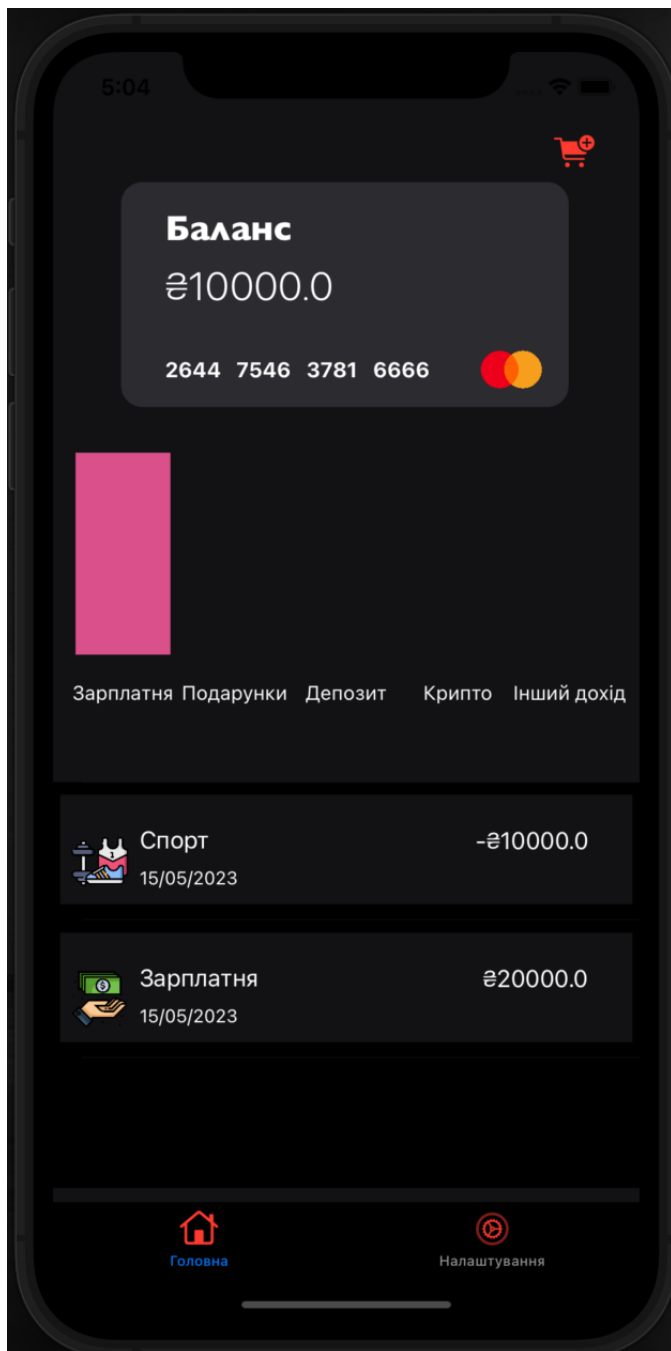 5:04
Баланс
₴10000.0
2644 7546 3781 6666
Зарплатня Подарунки Депозит Крипто Інший дохід
Спорт -₴10000.0
15/05/2023
Зарплатня ₴20000.0
15/05/2023
Головна Налаштування